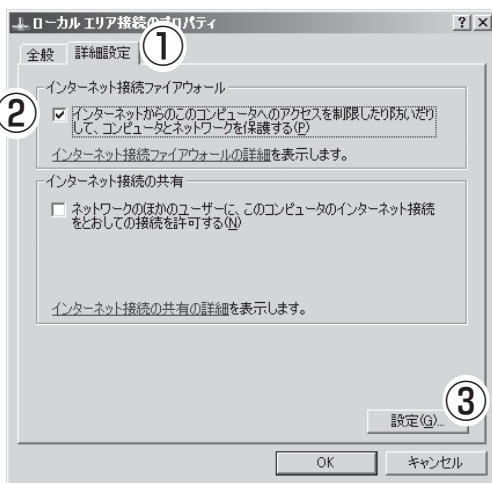 ローカル エリア接続のプロパティ
全般 詳細設定 ①
インターネット接続ファイアウォール
② インターネットからのこのコンピュータへのアクセスを制限したり防いだり
して、コンピュータとネットワークを保護する(P)
インターネット接続ファイアウォールの詳細を表示します。
インターネット接続の共有
ネットワークのほかのユーザーに、このコンピュータのインターネット接続
をとおしての接続を許可する(N)
インターネット接続の共有の詳細を表示します。
③
設定(G)...
OK キャンセル